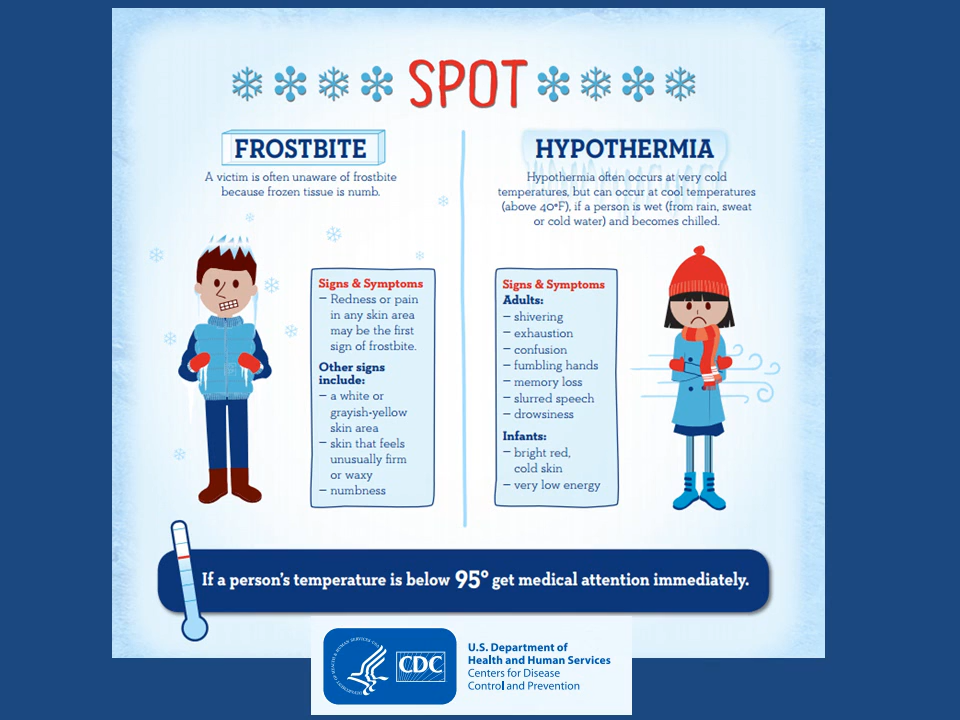 SPOT
FROSTBITE
A victim is often unaware of frostbite
because frozen tissue is numb.
Signs & Symptoms
– Redness or pain
in any skin area
may be the first
sign of frostbite.
Other signs
include:
– a white or
grayish-yellow
skin area
– skin that feels
unusually firm
or waxy
– numbness
HYPOTHERMIA
Hypothermia often occurs at very cold
temperatures, but can occur at cool temperatures
(above 40°F), if a person is wet (from rain, sweat
or cold water) and becomes chilled.
Signs & Symptoms
Adults:
– shivering
– exhaustion
– confusion
– fumbling hands
– memory loss
– slurred speech
– drowsiness
Infants:
– bright red,
cold skin
– very low energy
If a person's temperature is below 95° get medical attention immediately.
CDC
U.S. Department of
Health and Human Services
Centers for Disease
Control and Prevention